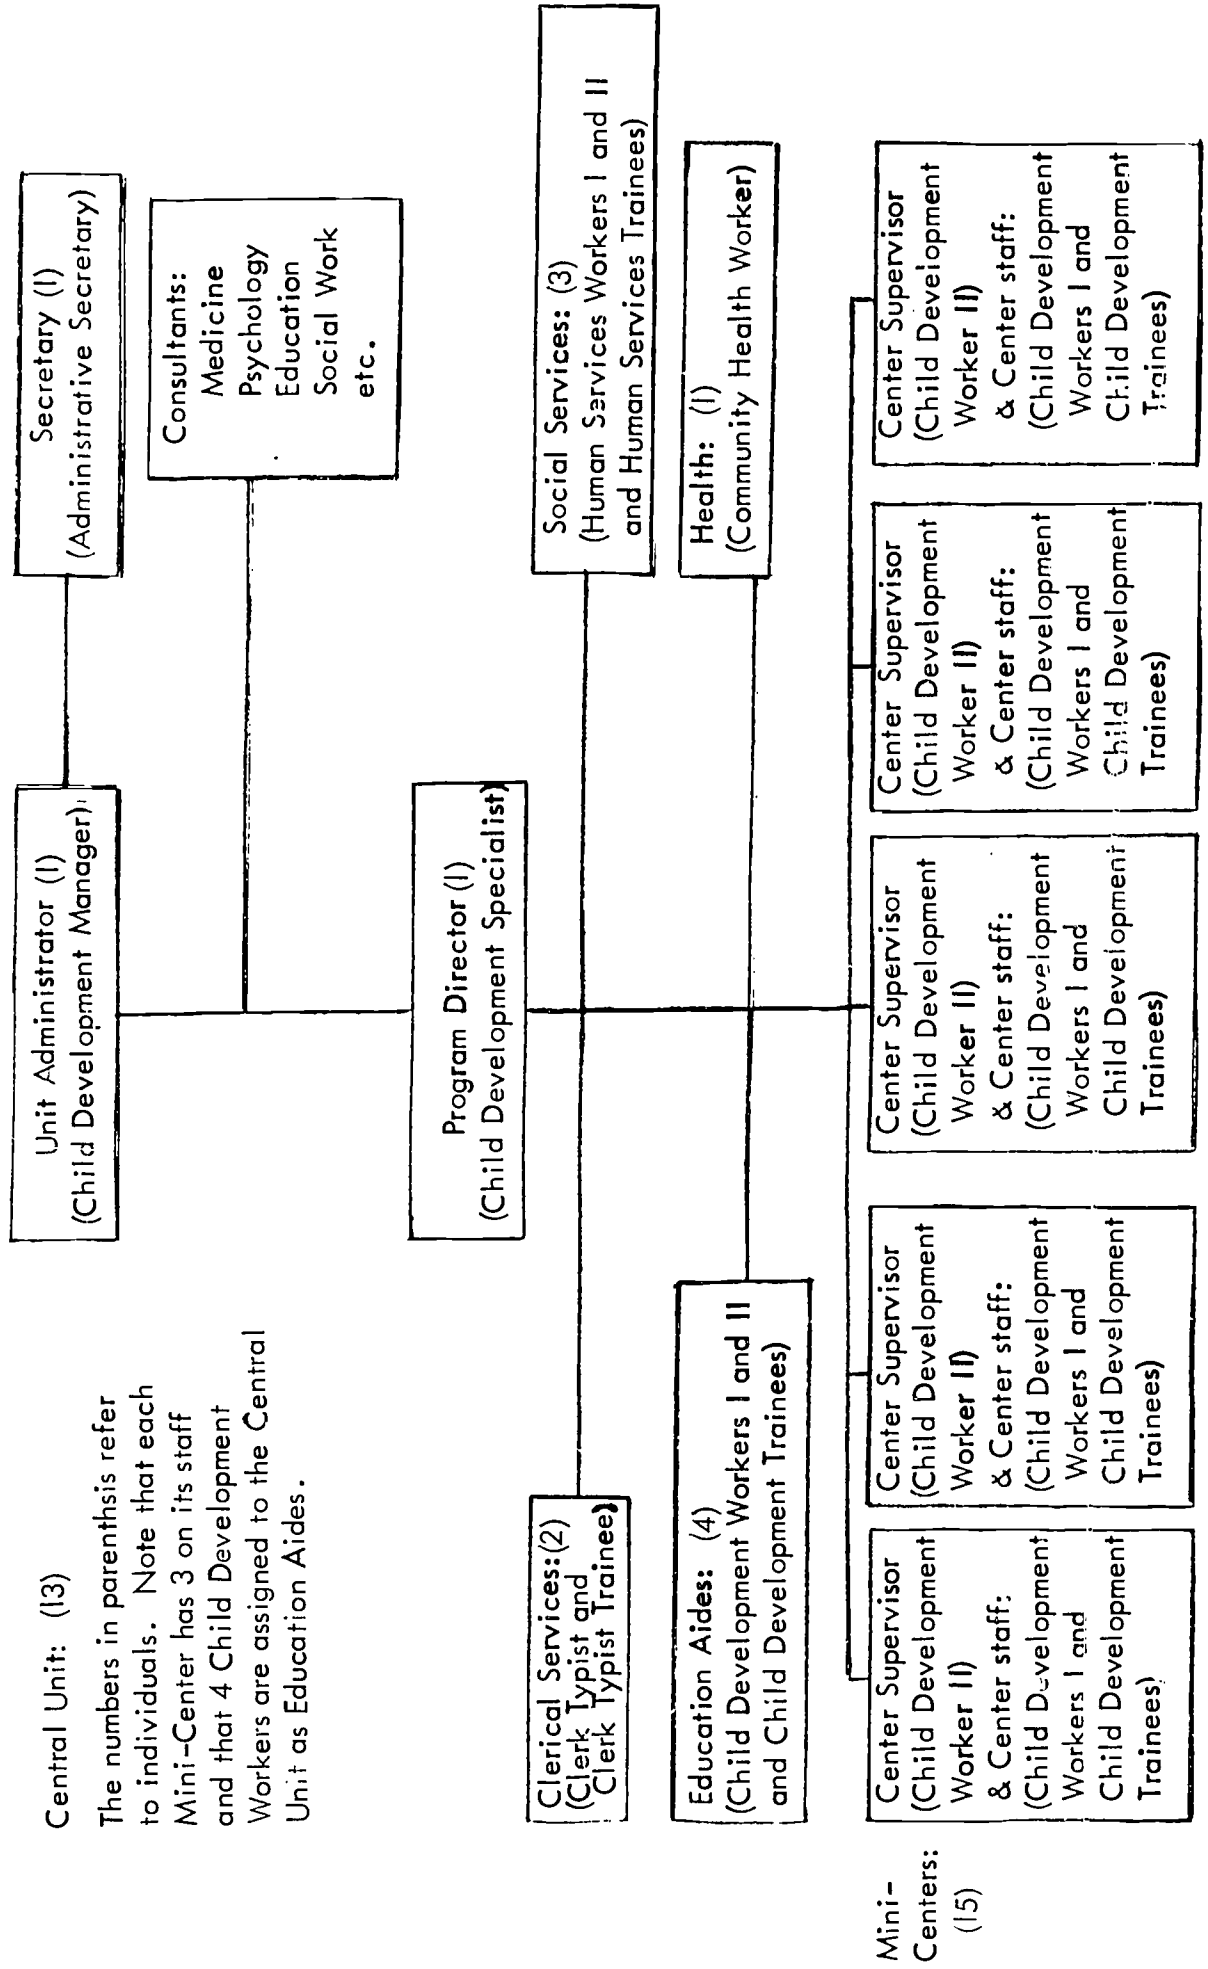 Central Unit: (13)
The numbers in parenthsis refer
to individuals. Note that each
Mini-Center has 3 on its staff
and that 4 Child Development
Workers are assigned to the Central
Unit as Education Aides.
Unit Administrator (1)
(Child Development Manager)
Secretary (1)
(Administrative Secretary)
Consultants:
Medicine
Psychology
Education
Social Work
etc.
Program Director (1)
(Child Development Specialist)
Clerical Services: (2)
(Clerk Typist and
Clerk Typist Trainee)
Social Services: (3)
(Human Services Workers I and II
and Human Services Trainees)
Education Aides: (4)
(Child Development Workers I and II
and Child Development Trainees)
Health: (1)
(Community Health Worker)
Mini-
Centers:
(15)
Center Supervisor
(Child Development
Worker II)
& Center staff:
(Child Development
Workers I and
Child Development
Trainees)
Center Supervisor
(Child Development
Worker II)
& Center staff:
(Child Development
Workers I and
Child Development
Trainees)
Center Supervisor
(Child Development
Worker II)
& Center staff:
(Child Development
Workers I and
Child Development
Trainees)
Center Supervisor
(Child Development
Worker II)
& Center staff:
(Child Development
Workers I and
Child Development
Trainees)
Center Supervisor
(Child Development
Worker II)
& Center staff:
(Child Development
Workers I and
Child Development
Trainees)